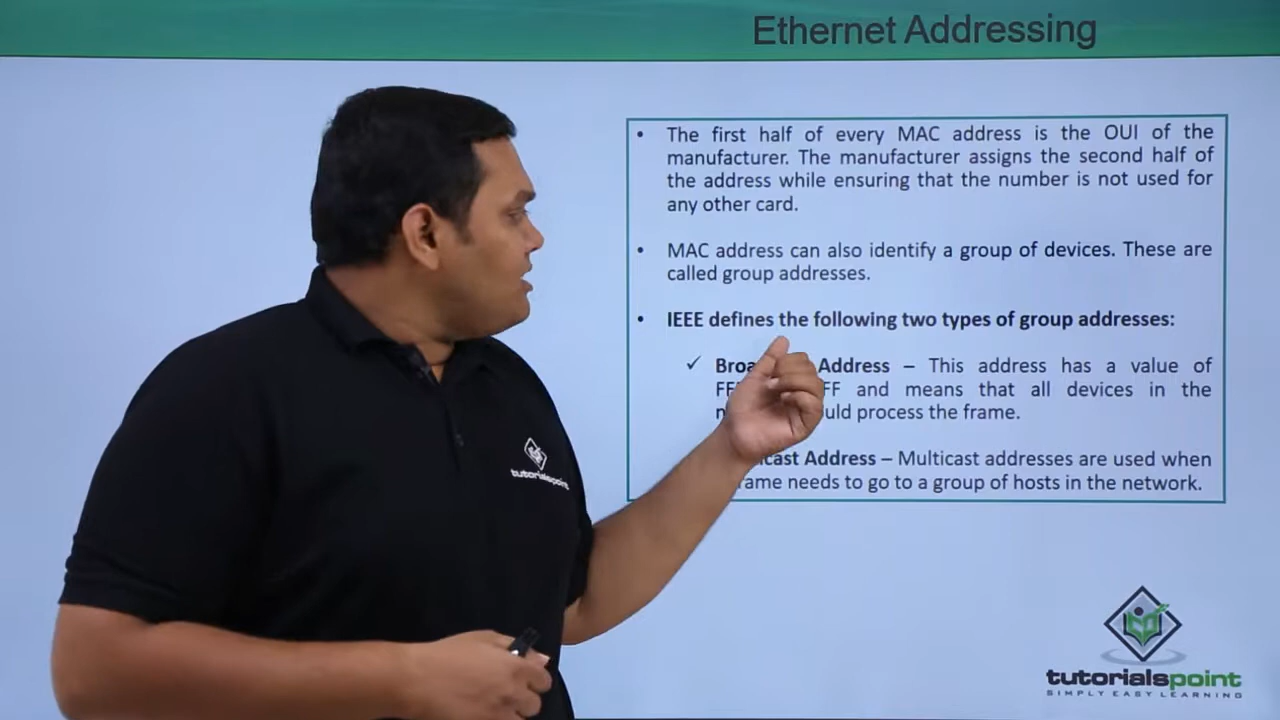 Ethernet Addressing
• The first half of every MAC address is the OUI of the
manufacturer. The manufacturer assigns the second half of
the address while ensuring that the number is not used for
any other card.
• MAC address can also identify a group of devices. These are
called group addresses.
• IEEE defines the following two types of group addresses:
✓ Address – This address has a value of
and means that all devices in the
process the frame.
Address – Multicast addresses are used when
needs to go to a group of hosts in the network.
tutorialspoint
tutorialspoint
SIMPLY EASY LEARNING